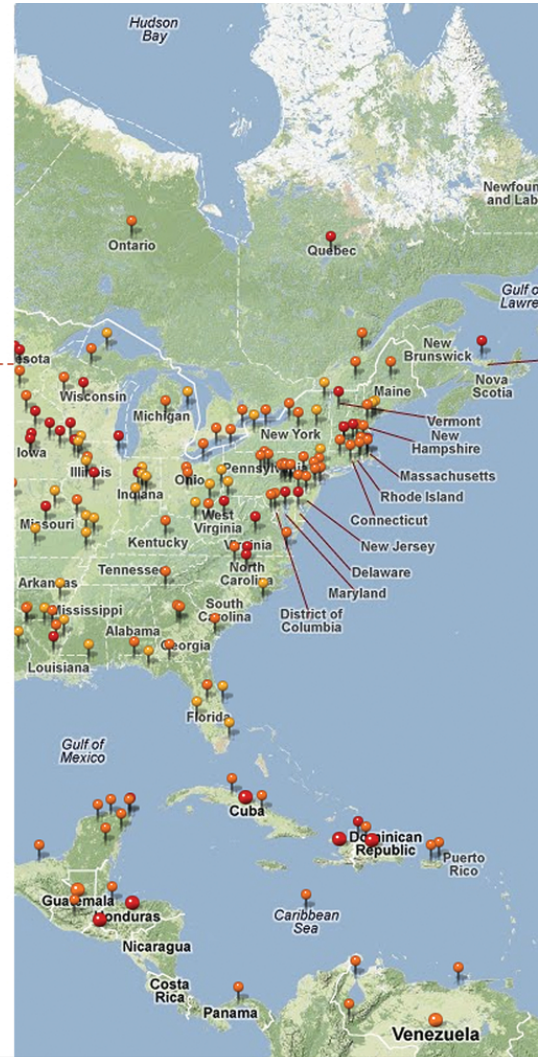 Hudson
Bay
Newfoun
and Lab
Ontario
Quebec
Gulf o
Lawre
New
Brunswick
Nova
Scotia
esota
Wisconsin
Maine
Michigan
Vermont
New York
New
Hampshire
Iowa
Massachusetts
Illinois
Indiana
Ohio
Pennsylvania
Rhode Island
Connecticut
Missouri
West
Virginia
New Jersey
Kentucky
Virginia
Delaware
Tennessee
North
Carolina
Maryland
Arkansas
Mississippi
South
Carolina
District of
Columbia
Alabama
Georgia
Louisiana
Florida
Gulf of
Mexico
Cuba
Dominican
Republic
Puerto
Rico
Guatemala
Honduras
Caribbean
Sea
Nicaragua
Costa
Rica
Panama
Venezuela